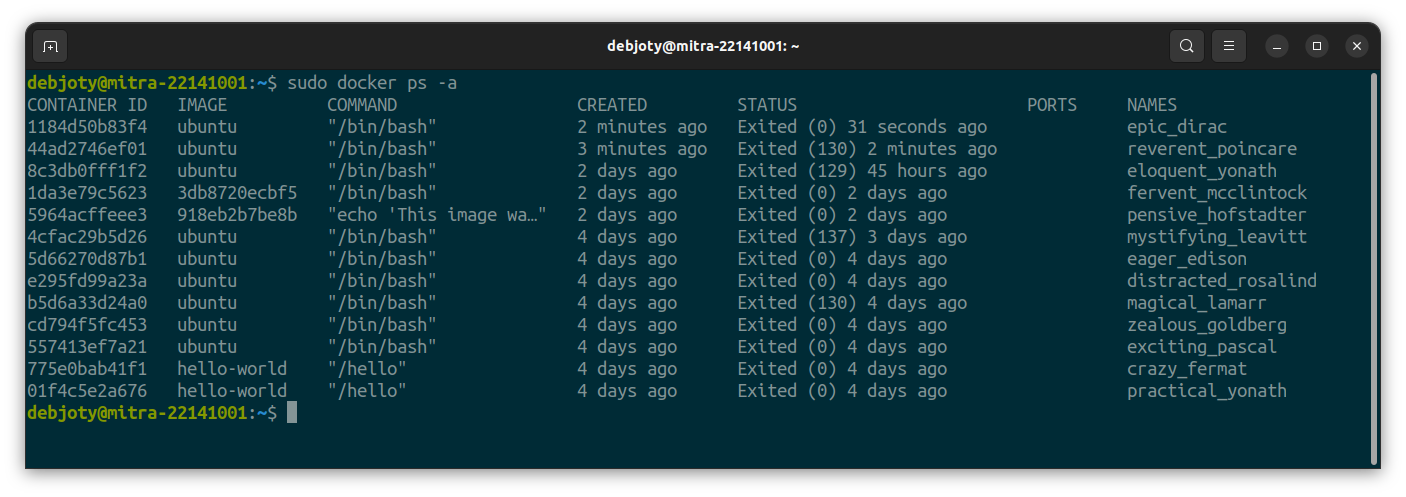 debjoty@mitra-22141001: ~
debjoty@mitra-22141001:~$ sudo docker ps -a
CONTAINER ID   IMAGE          COMMAND                  CREATED         STATUS                       PORTS     NAMES
1184d50b83f4   ubuntu         "/bin/bash"              2 minutes ago   Exited (0) 31 seconds ago              epic_dirac
44ad2746ef01   ubuntu         "/bin/bash"              3 minutes ago   Exited (130) 2 minutes ago             reverent_poincare
8c3db0fff1f2   ubuntu         "/bin/bash"              2 days ago      Exited (129) 45 hours ago              eloquent_yonath
1da3e79c5623   3db8720ecbf5   "/bin/bash"              2 days ago      Exited (0) 2 days ago                  fervent_mcclintock
5964acffeee3   918eb2b7be8b   "echo 'This image wa…"   2 days ago      Exited (0) 2 days ago                  pensive_hofstadter
4cfac29b5d26   ubuntu         "/bin/bash"              4 days ago      Exited (137) 3 days ago                mystifying_leavitt
5d66270d87b1   ubuntu         "/bin/bash"              4 days ago      Exited (0) 4 days ago                  eager_edison
e295fd99a23a   ubuntu         "/bin/bash"              4 days ago      Exited (0) 4 days ago                  distracted_rosalind
b5d6a33d24a0   ubuntu         "/bin/bash"              4 days ago      Exited (130) 4 days ago                magical_lamarr
cd794f5fc453   ubuntu         "/bin/bash"              4 days ago      Exited (0) 4 days ago                  zealous_goldberg
557413ef7a21   ubuntu         "/bin/bash"              4 days ago      Exited (0) 4 days ago                  exciting_pascal
775e0bab41f1   hello-world    "/hello"                 4 days ago      Exited (0) 4 days ago                  crazy_fermat
01f4c5e2a676   hello-world    "/hello"                 4 days ago      Exited (0) 4 days ago                  practical_yonath
debjoty@mitra-22141001:~$